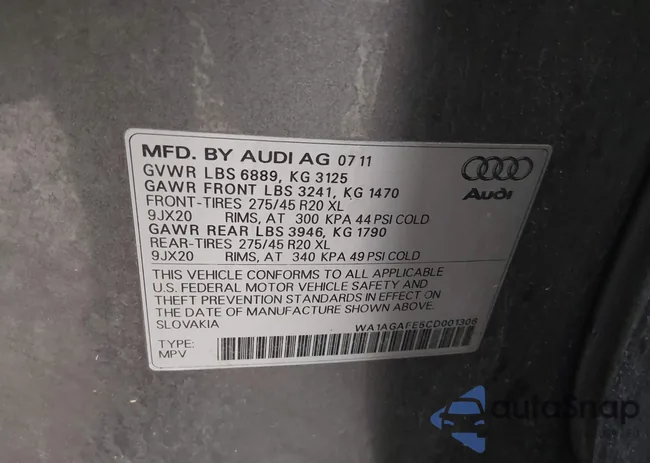 MFD. BY AUDI AG 07 11
GVWR LBS 6889, KG 3125
GAWR FRONT LBS 3241, KG 1470
FRONT-TIRES 275/45 R20 XL
9JX20 RIMS, AT 300 KPA 44 PSI COLD
GAWR REAR LBS 3946, KG 1790
REAR-TIRES 275/45 R20 XL
9JX20 RIMS, AT 340 KPA 49 PSI COLD
THIS VEHICLE CONFORMS TO ALL APPLICABLE
U.S. FEDERAL MOTOR VEHICLE SAFETY AND
THEFT PREVENTION STANDARDS IN EFFECT ON
THE DATE OF MANUFACTURE SHOWN ABOVE.
SLOVAKIA
WA1AGAFE5CD001306
TYPE:
MPV
Audi
autoSnap